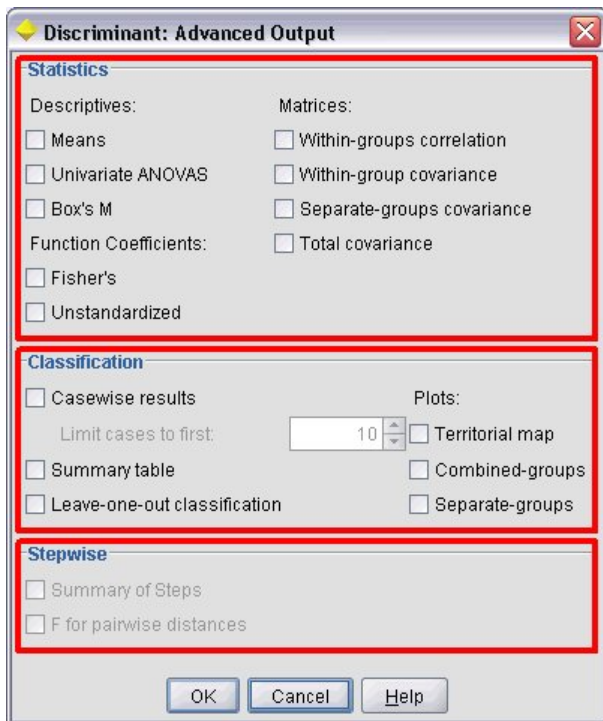 Discriminant: Advanced Output
Statistics
Descriptives:
Means
Univariate ANOVAS
Box's M
Function Coefficients:
Fisher's
Unstandardized
Matrices:
Within-groups correlation
Within-group covariance
Separate-groups covariance
Total covariance
Classification
Casewise results
Limit cases to first: 10
Summary table
Leave-one-out classification
Plots:
Territorial map
Combined-groups
Separate-groups
Stepwise
Summary of Steps
F for pairwise distances
OK Cancel Help